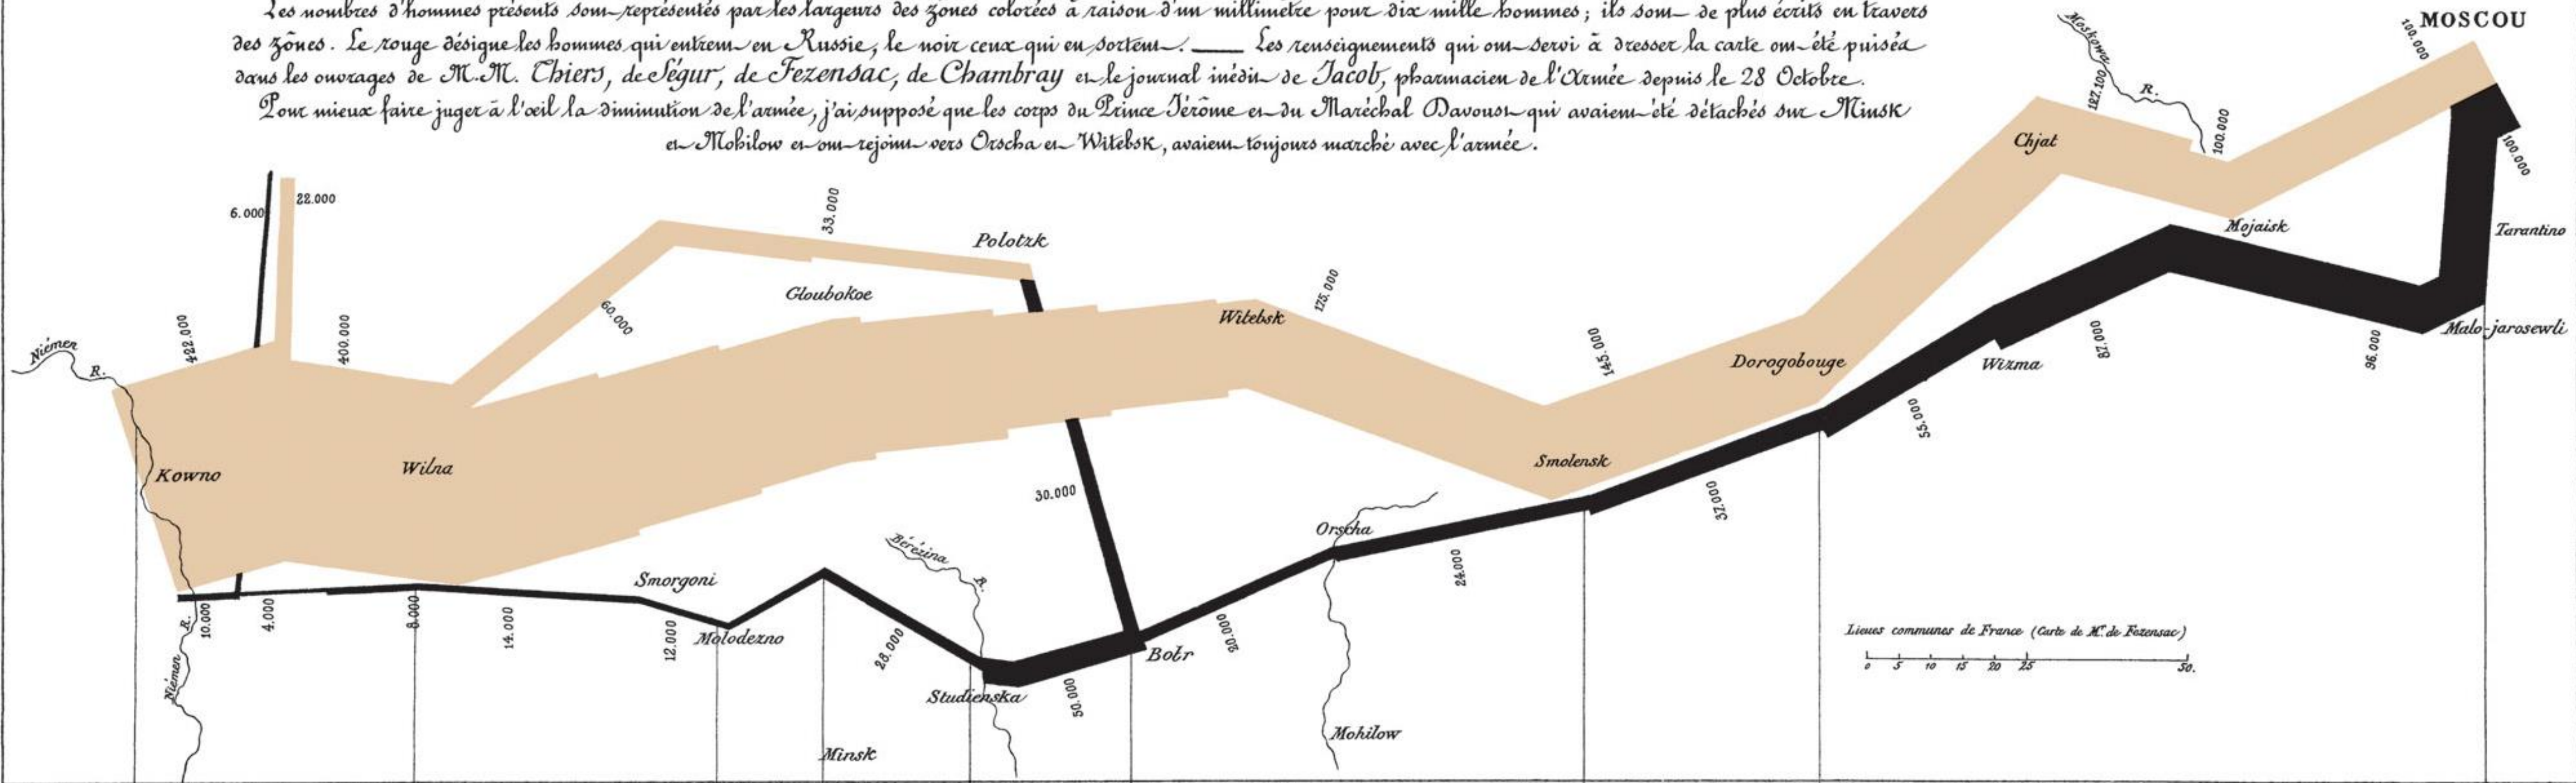 Les nombres d'hommes présents sont représentés par les largeurs des zônes colorées à raison d'un millimètre pour dix mille hommes; ils sont de plus écrits en travers
des zônes. Le rouge désigne les hommes qui entrent en Russie, le noir ceux qui en sortent. — Les renseignements qui ont servi à dresser la carte ont été puisés
dans les ouvrages de M.M. Thiers, de Ségur, de Fezensac, de Chambray et le journal inédit de Jacob, pharmacien de l'Armée depuis le 28 Octobre.
Pour mieux faire juger à l'œil la diminution de l'armée, j'ai supposé que les corps du Prince Jérôme et du Maréchal Davoust qui avaient été détachés sur Minsk
et Mohilow et ont rejoint vers Orscha et Witebsk, avaient toujours marché avec l'armée.
MOSCOU
100.000
Moskowa
R.
127.100
100.000
Chjat
100.000
6.000
22.000
33.000
Polotzk
Mojaisk
Tarantino
Gloubokoe
60.000
175.000
422.000
400.000
Witebsk
Malo-jarosewli
Niémen
R.
145.000
Dorogobouge
Wizma
87.000
96.000
55.000
Kowno
Wilna
Smolensk
30.000
37.000
Orscha
Bérézina
R.
24.000
Smorgoni
10.000
4.000
8.000
14.000
12.000
Molodezno
28.000
20.000
Bobr
R.
Niémen
Studienska
50.000
Lieues communes de France (Carte de M. de Fezensac)
0 5 10 15 20 25 50.
Mohilow
Minsk